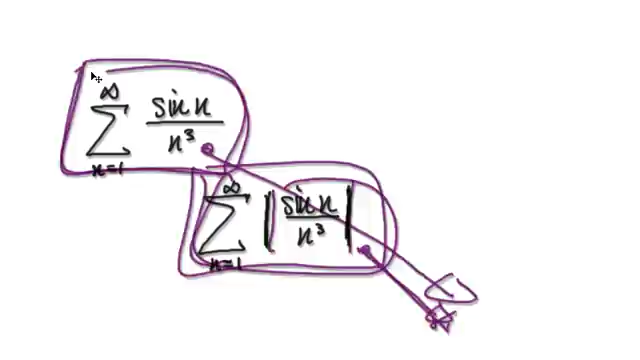 ∞
∑ sin n / n³
n=1
∞
∑ | sin n / n³ |
n=1